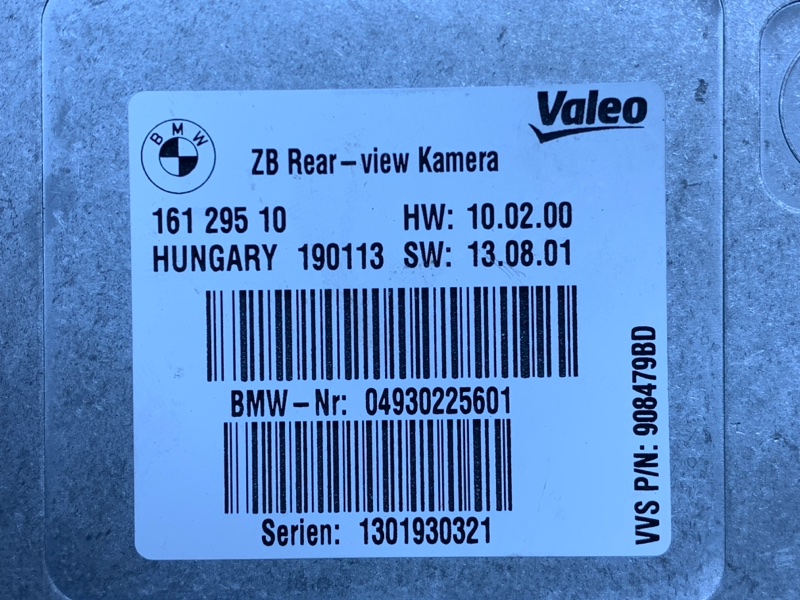 BMW
Valeo
ZB Rear-view Kamera
161 295 10 HW: 10.02.00
HUNGARY 190113 SW: 13.08.01
BMW-Nr: 04930225601
Serien: 1301930321
VVS P/N: 908479BD